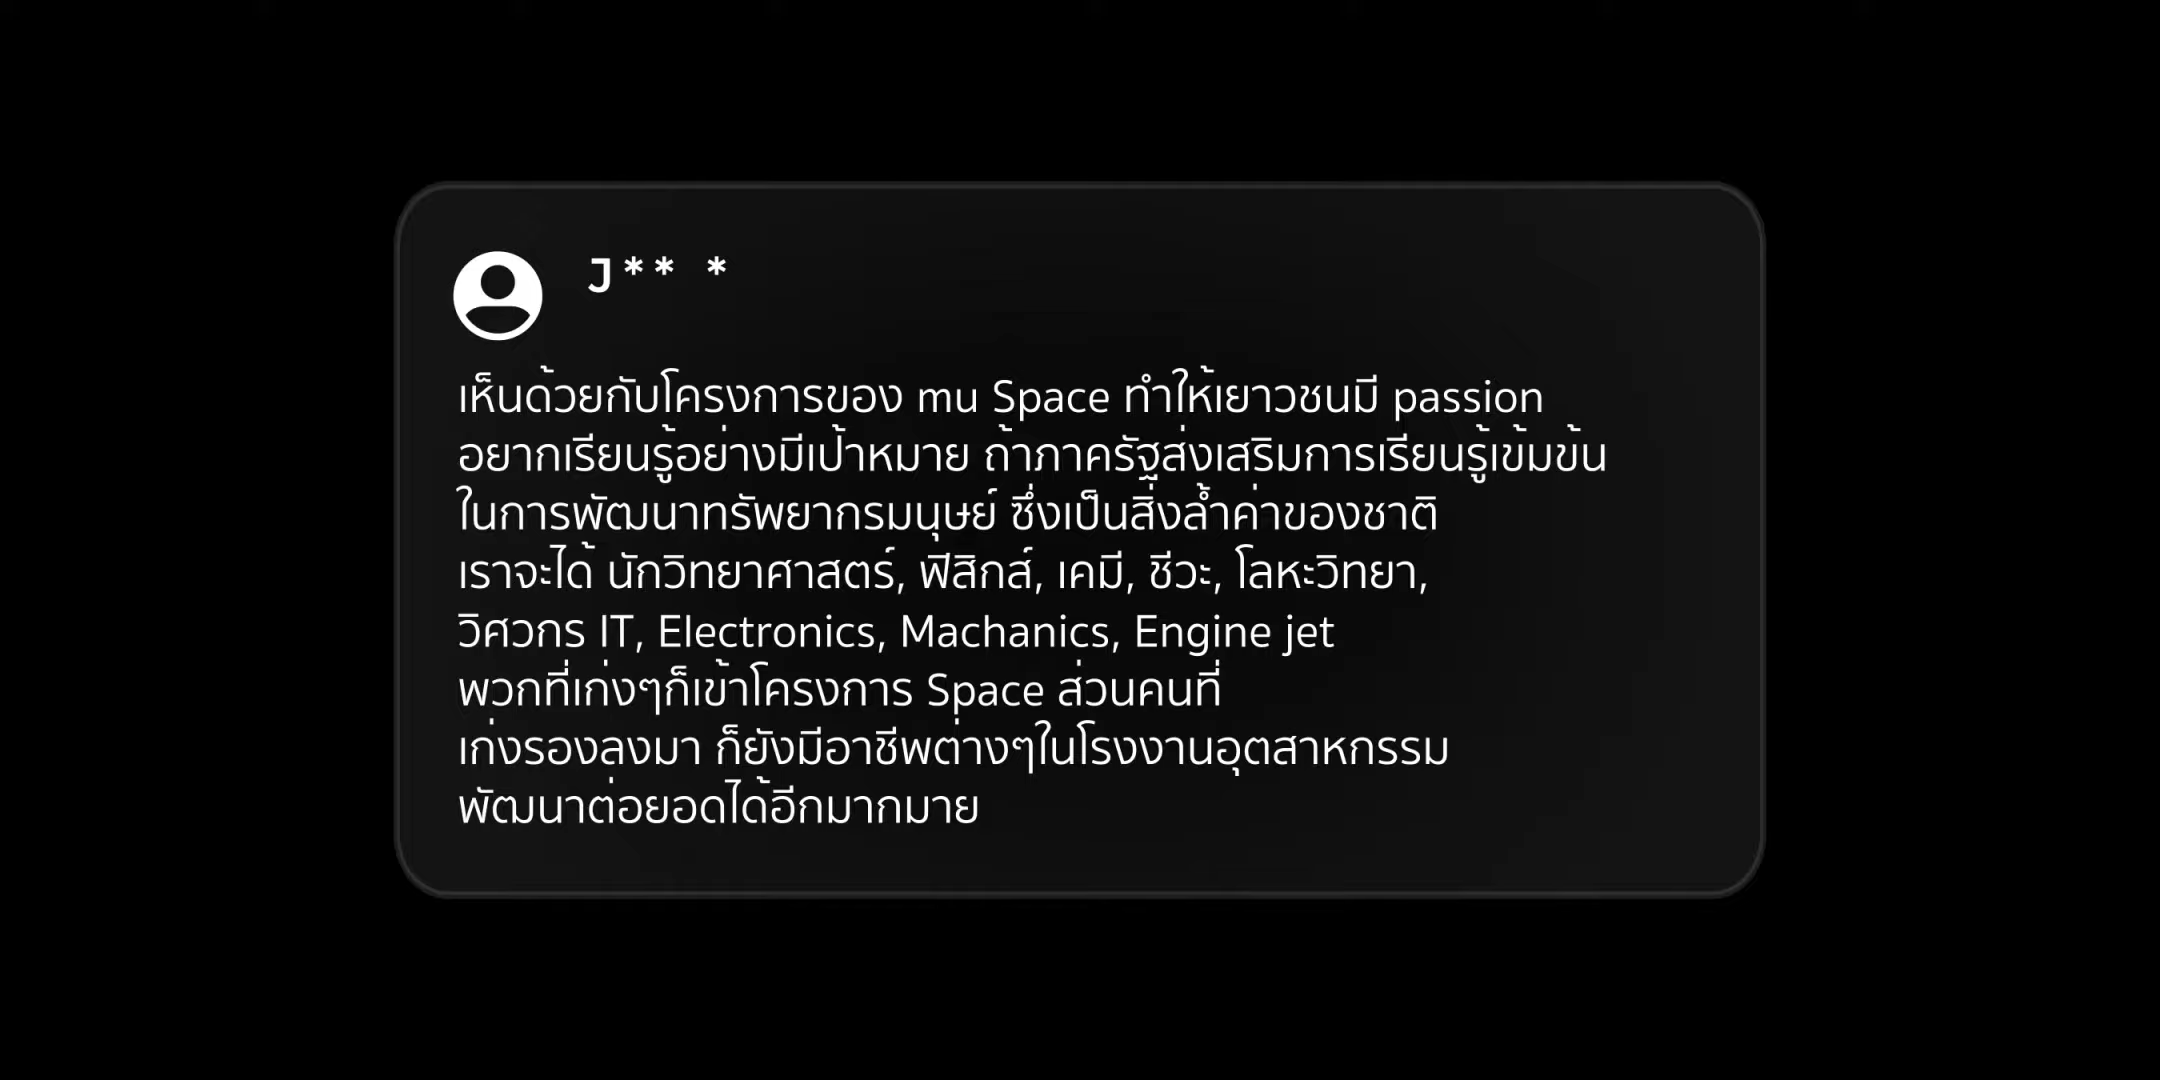 J** *
เห็นด้วยกับโครงการของ mu Space ทำให้เยาวชนมี passion
อยากเรียนรู้อย่างมีเป้าหมาย ถ้าภาครัฐส่งเสริมการเรียนรู้เข้มข้น
ในการพัฒนาทรัพยากรมนุษย์ ซึ่งเป็นสิ่งล้ำค่าของชาติ
เราจะได้ นักวิทยาศาสตร์, ฟิสิกส์, เคมี, ชีวะ, โลหะวิทยา,
วิศวกร IT, Electronics, Machanics, Engine jet
พวกที่เก่งๆก็เข้าโครงการ Space ส่วนคนที่
เก่งรองลงมา ก็ยังมีอาชีพต่างๆในโรงงานอุตสาหกรรม
พัฒนาต่อยอดได้อีกมากมาย